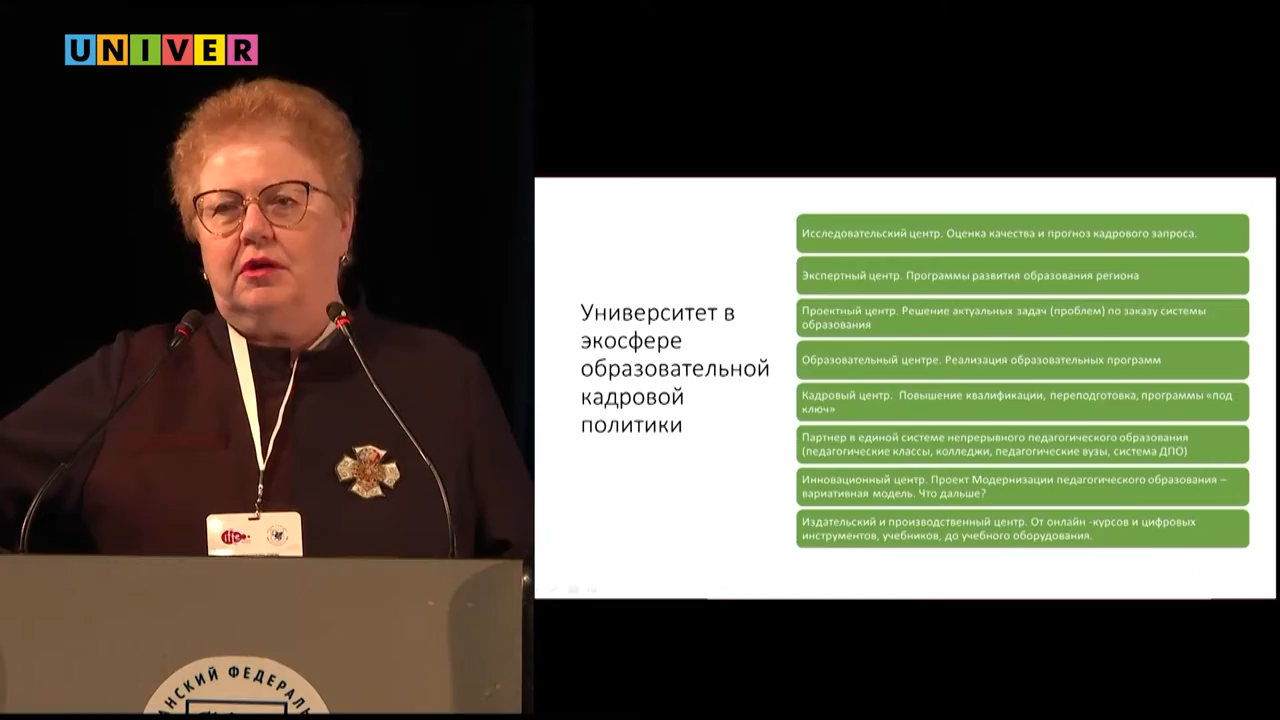 UNIVER
Университет в
экосфере
образовательной
кадровой
политики
Исследовательский центр. Оценка качества и прогноз кадрового запроса.
Экспертный центр. Программы развития образования региона
Проектный центр. Решение актуальных задач (проблем) по заказу системы
образования
Образовательный центре. Реализация образовательных программ
Кадровый центр.  Повышение квалификации, переподготовка, программы «под
ключ»
Партнер в единой системе непрерывного педагогического образования
(педагогические классы, колледжи, педагогические вузы, система ДПО)
Инновационный центр. Проект Модернизации педагогического образования –
вариативная модель. Что дальше?
Издательский и производственный центр. От онлайн -курсов и цифровых
инструментов, учебников, до учебного оборудования.
АНСКИЙ ФЕДЕРАЛЬ